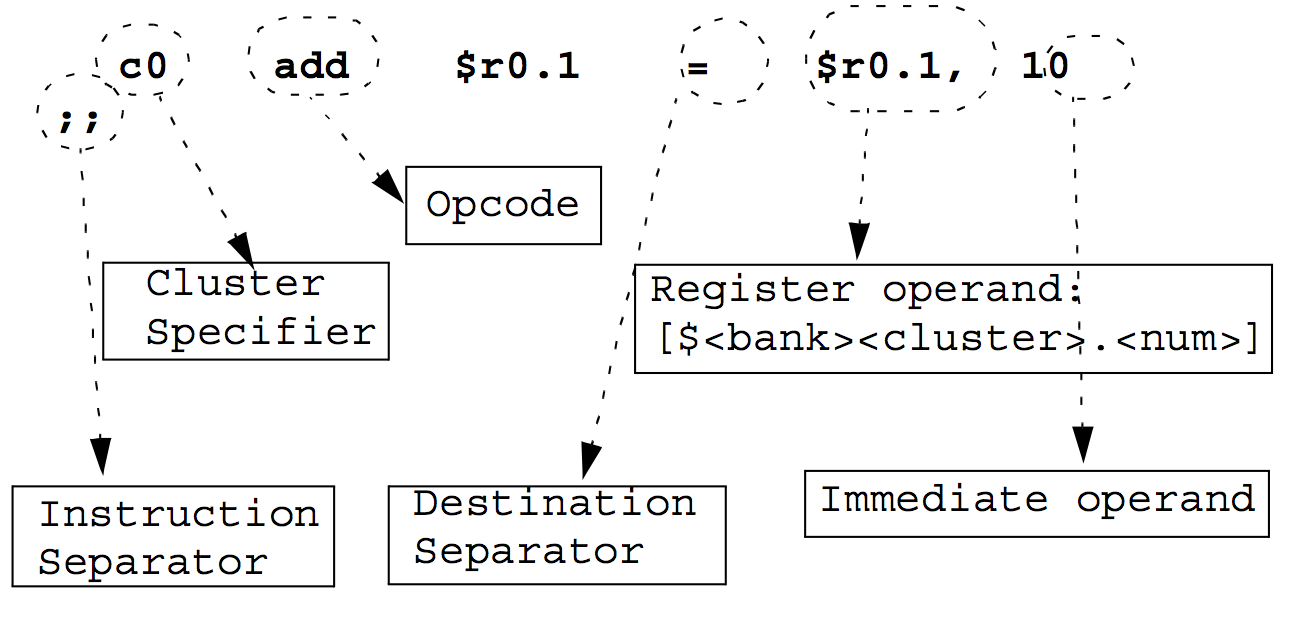 c0 add $r0.1 = $r0.1, 10
;;
Opcode
Cluster
Specifier
Register operand:
[$<bank><cluster>.<num>]
Instruction
Separator
Destination
Separator
Immediate operand